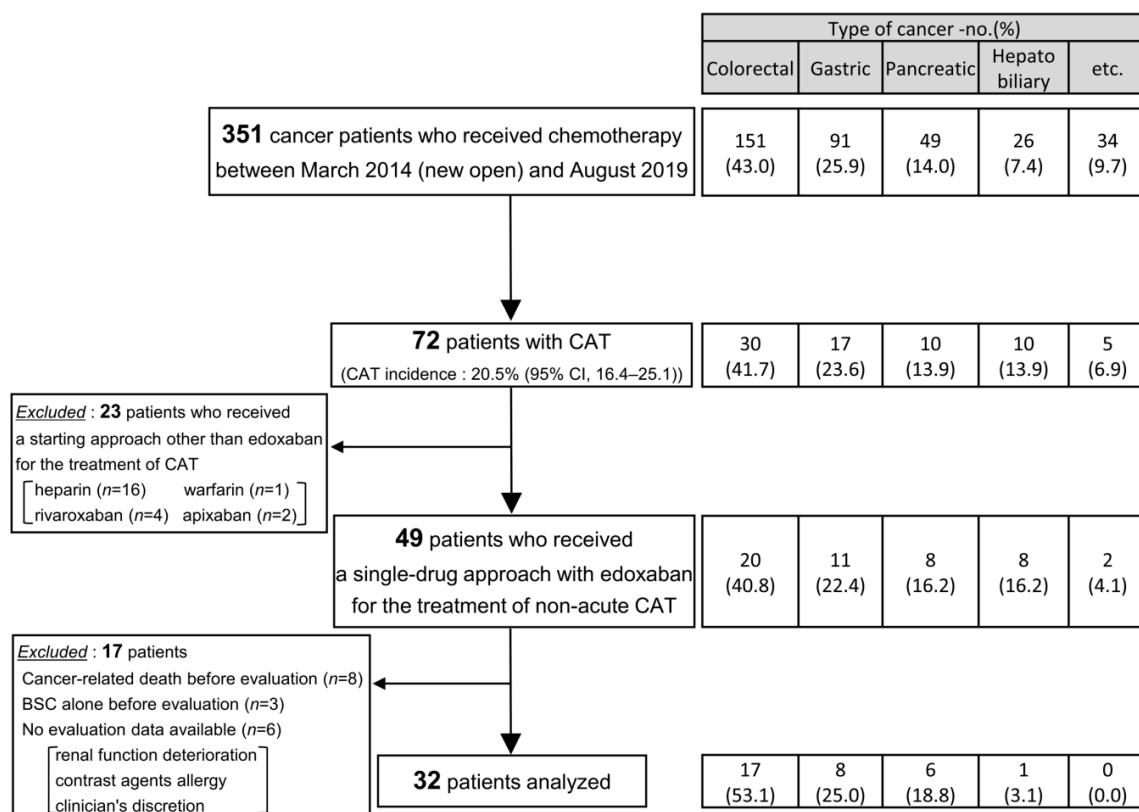 Type of cancer -no.(%)
Colorectal Gastric Pancreatic Hepato biliary etc.
351 cancer patients who received chemotherapy
between March 2014 (new open) and August 2019
151 91 49 26 34
(43.0) (25.9) (14.0) (7.4) (9.7)
72 patients with CAT
(CAT incidence : 20.5% (95% CI, 16.4–25.1))
30 17 10 10 5
(41.7) (23.6) (13.9) (13.9) (6.9)
Excluded : 23 patients who received
a starting approach other than edoxaban
for the treatment of CAT
heparin (n=16) warfarin (n=1)
rivaroxaban (n=4) apixaban (n=2)
49 patients who received
a single-drug approach with edoxaban
for the treatment of non-acute CAT
20 11 8 8 2
(40.8) (22.4) (16.2) (16.2) (4.1)
Excluded : 17 patients
Cancer-related death before evaluation (n=8)
BSC alone before evaluation (n=3)
No evaluation data available (n=6)
renal function deterioration
contrast agents allergy
clinician's discretion
32 patients analyzed
17 8 6 1 0
(53.1) (25.0) (18.8) (3.1) (0.0)